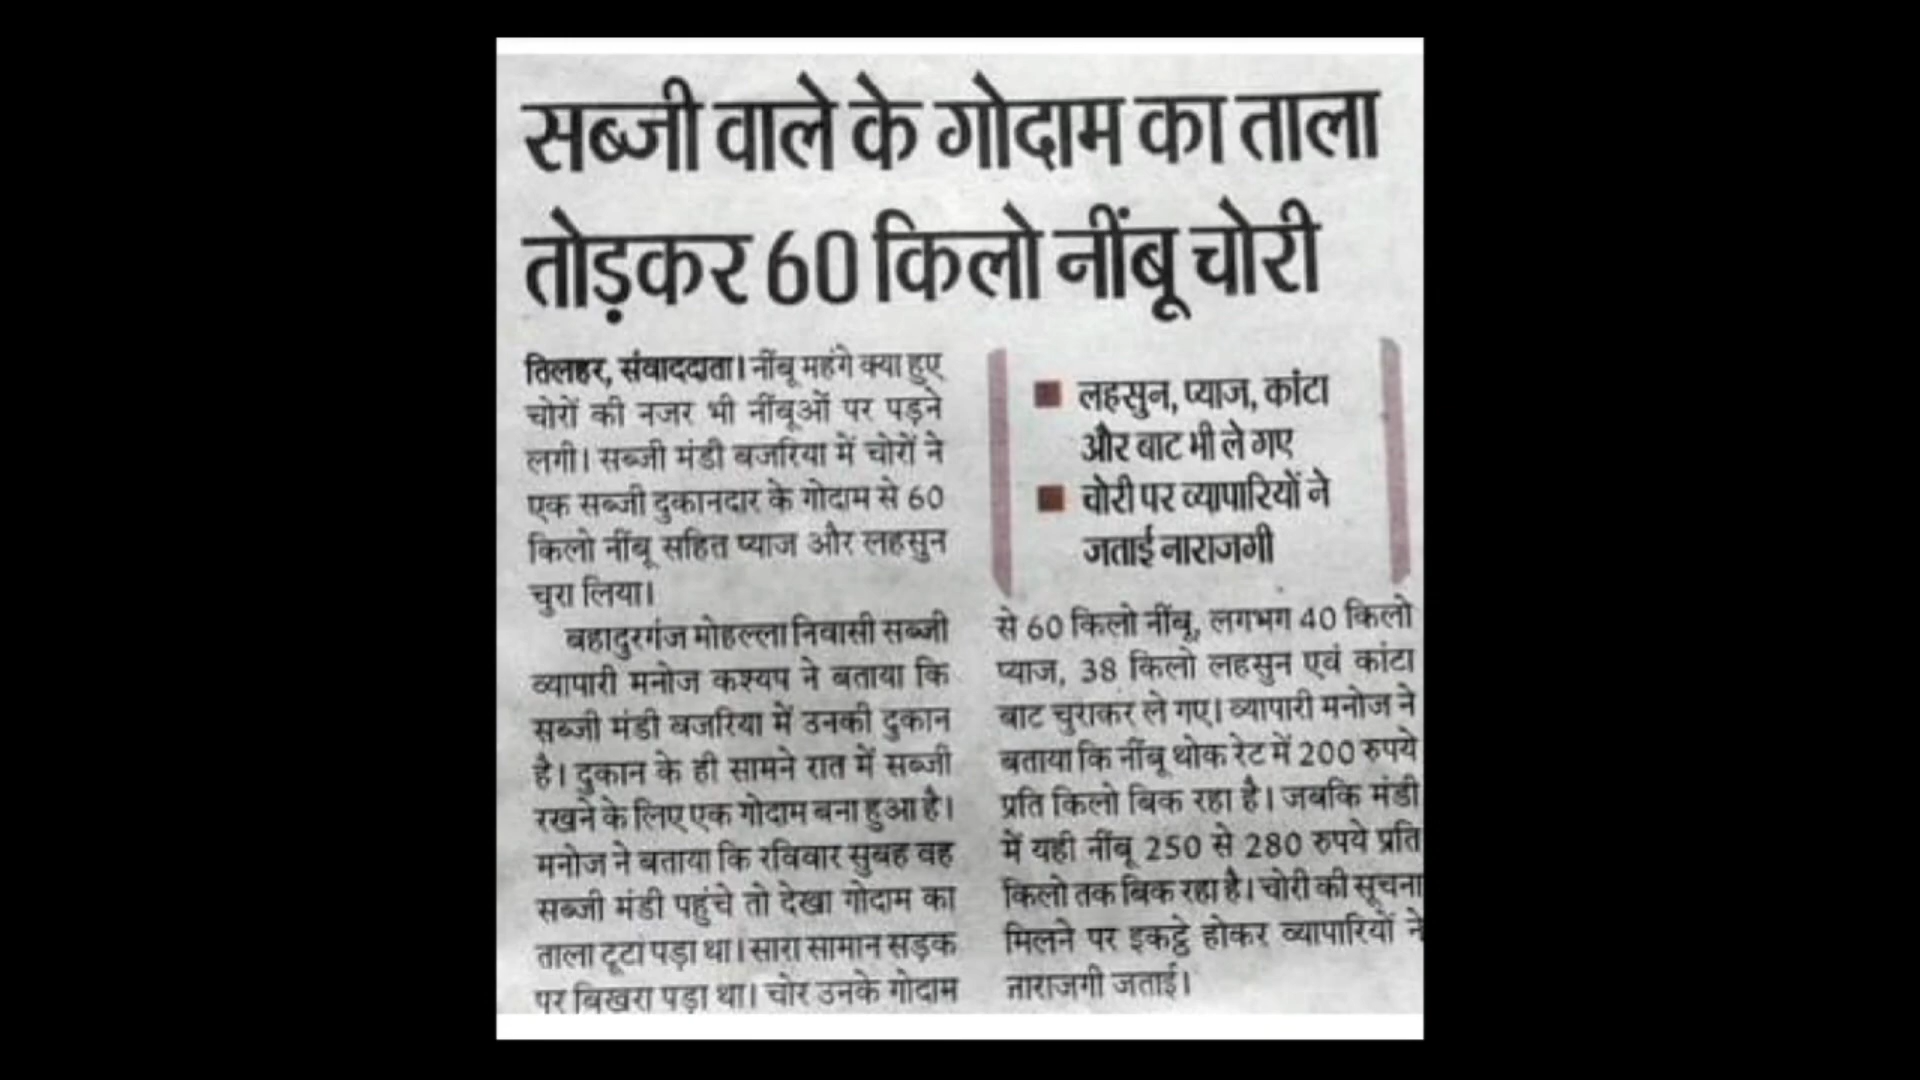 सब्जी वाले के गोदाम का ताला
तोड़कर 60 किलो नींबू चोरी
तिलहर, संवाददाता। नींबू महंगे क्या हुए
चोरों की नजर भी नींबूओं पर पड़ने
लगी। सब्जी मंडी बजरिया में चोरों ने
एक सब्जी दुकानदार के गोदाम से 60
किलो नींबू सहित प्याज और लहसुन
चुरा लिया।
बहादुरगंज मोहल्ला निवासी सब्जी
व्यापारी मनोज कश्यप ने बताया कि
सब्जी मंडी बजरिया में उनकी दुकान
है। दुकान के ही सामने रात में सब्जी
रखने के लिए एक गोदाम बना हुआ है।
मनोज ने बताया कि रविवार सुबह वह
सब्जी मंडी पहुंचे तो देखा गोदाम का
ताला टूटा पड़ा था। सारा सामान सड़क
पर बिखरा पड़ा था। चोर उनके गोदाम
लहसुन, प्याज, कांटा
और बाट भी ले गए
चोरी पर व्यापारियों ने
जताई नाराजगी
से 60 किलो नींबू, लगभग 40 किलो
प्याज, 38 किलो लहसुन एवं कांटा
बाट चुराकर ले गए। व्यापारी मनोज ने
बताया कि नींबू थोक रेट में 200 रुपये
प्रति किलो बिक रहा है। जबकि मंडी
में यही नींबू 250 से 280 रुपये प्रति
किलो तक बिक रहा है। चोरी की सूचना
मिलने पर इकट्ठे होकर व्यापारियों ने
नाराजगी जताई।